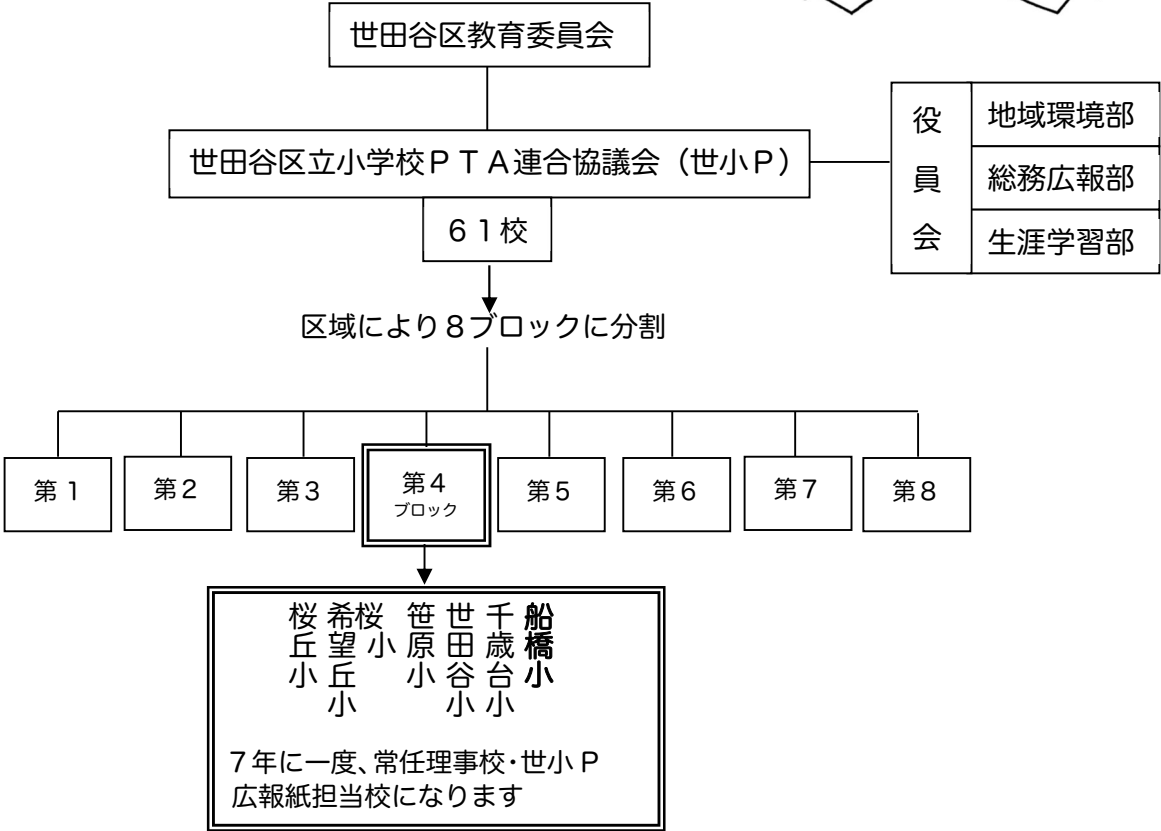 世田谷区教育委員会
世田谷区立小学校ＰＴＡ連合協議会（世小Ｐ）
６１校
役員会
地域環境部
総務広報部
生涯学習部
区域により８ブロックに分割
第１
第２
第３
第４
ブロック
第５
第６
第７
第８
船橋小
千歳台小
世田谷小
笹原小
桜小
希望丘小
桜丘小
７年に一度、常任理事校・世小Ｐ
広報紙担当校になります